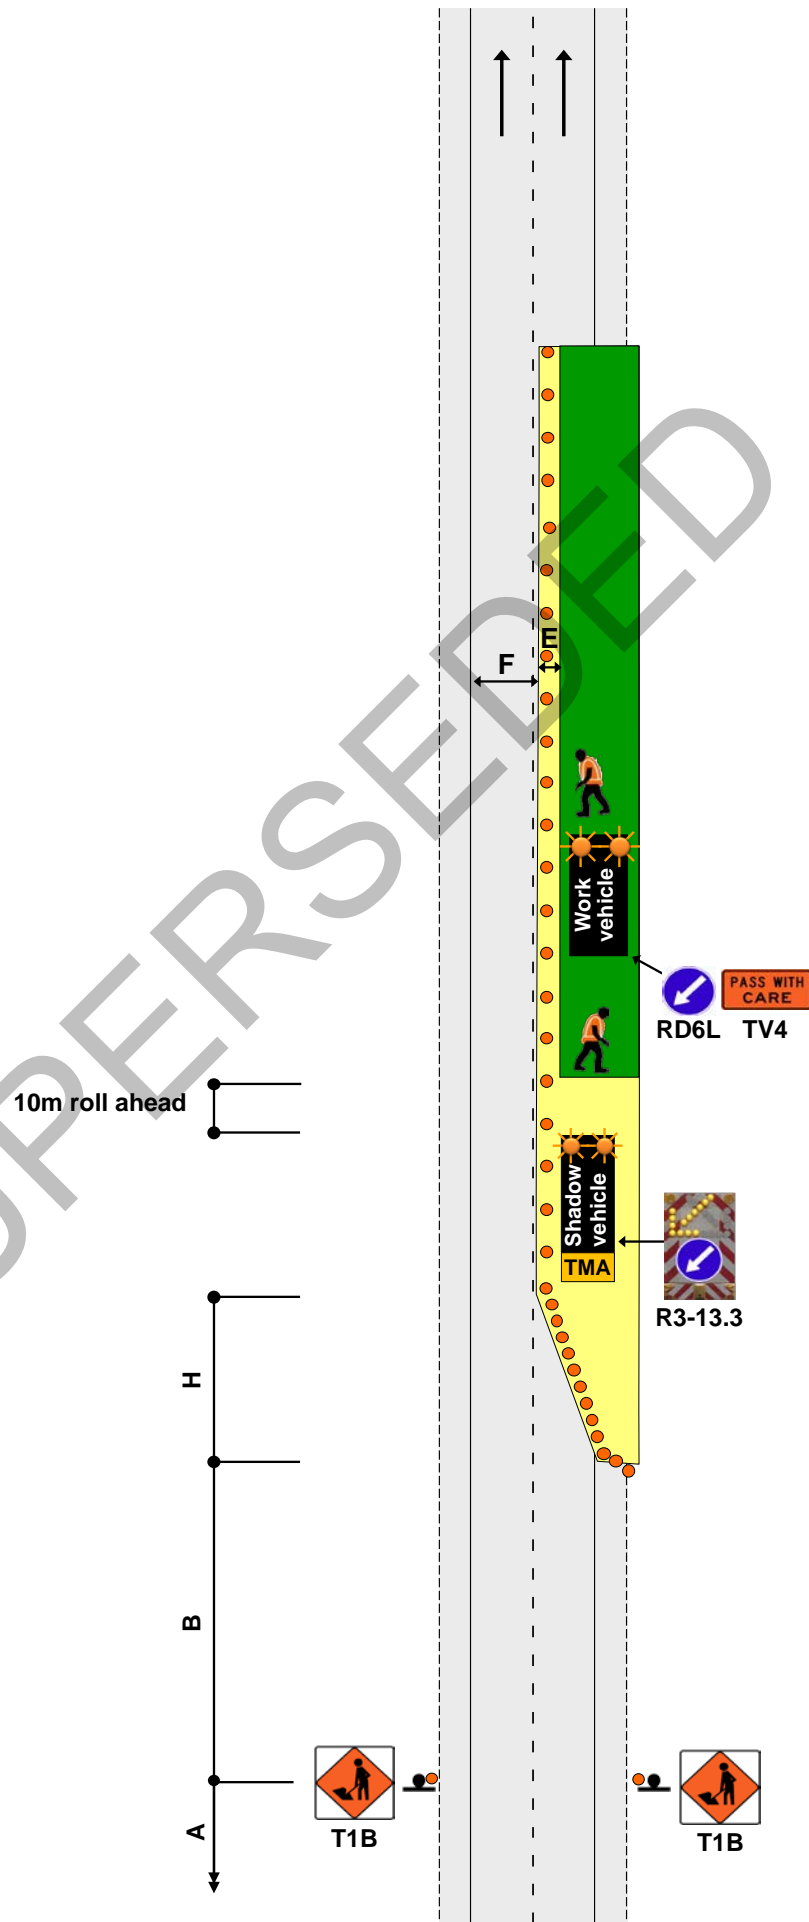 E
F
Work
vehicle
PASS WITH
CARE
RD6L
TV4
10m roll ahead
Shadow
vehicle
TMA
R3-13.3
H
B
A
T1B
T1B
SUPERSEDED